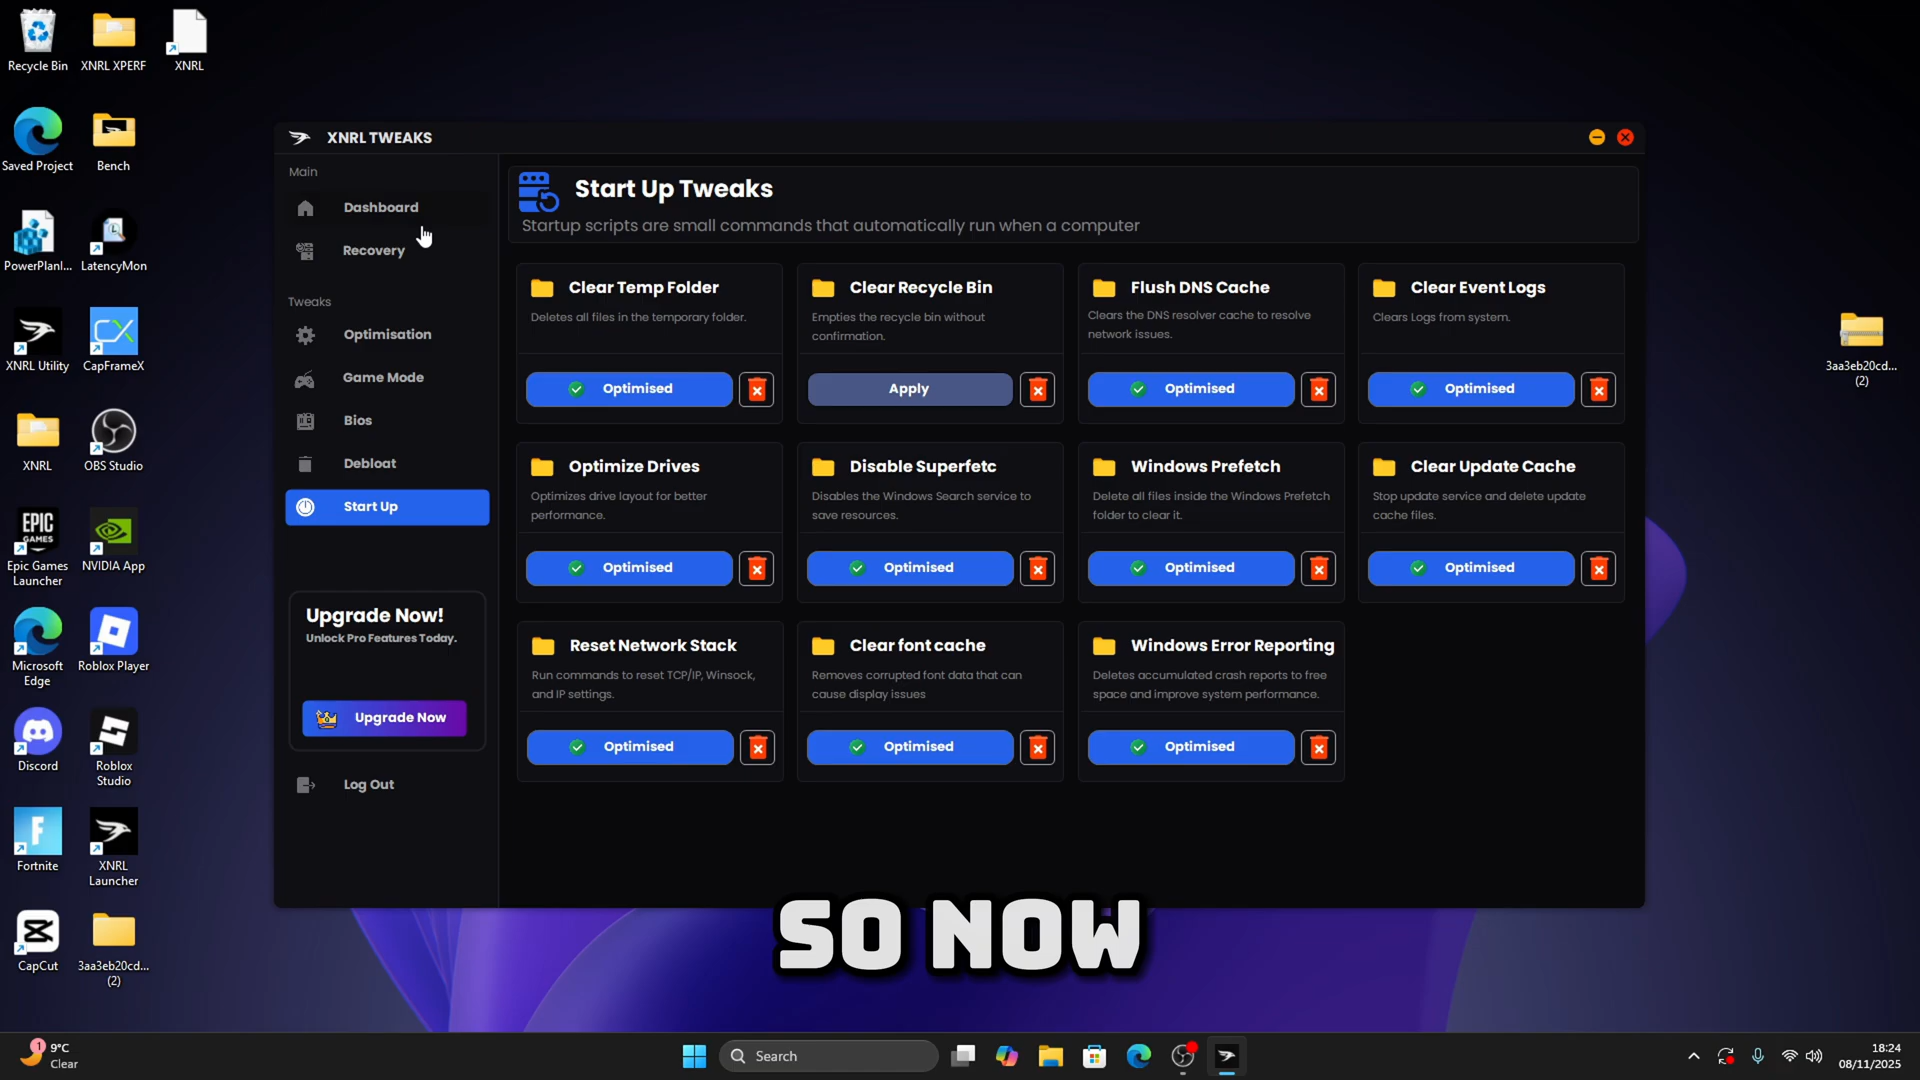 Recycle Bin
XNRL XPERF
XNRL
Saved Project
Bench
PowerPlanI...
LatencyMon
XNRL Utility
CapFrameX
XNRL
OBS Studio
EPIC
GAMES
Epic Games
Launcher
NVIDIA App
Microsoft
Edge
Roblox Player
Discord
Roblox
Studio
Fortnite
XNRL
Launcher
CapCut
3aa3eb20cd...
(2)
3aa3eb20cd...
(2)
XNRL TWEAKS
Main
Dashboard
Recovery
Tweaks
Optimisation
Game Mode
Bios
Debloat
Start Up
Upgrade Now!
Unlock Pro Features Today.
Upgrade Now
Log Out
Start Up Tweaks
Startup scripts are small commands that automatically run when a computer
Clear Temp Folder
Deletes all files in the temporary folder.
Optimised
Clear Recycle Bin
Empties the recycle bin without
confirmation.
Apply
Flush DNS Cache
Clears the DNS resolver cache to resolve
network issues.
Optimised
Clear Event Logs
Clears Logs from system.
Optimised
Optimize Drives
Optimizes drive layout for better
performance.
Optimised
Disable Superfetc
Disables the Windows Search service to
save resources.
Optimised
Windows Prefetch
Delete all files inside the Windows Prefetch
folder to clear it.
Optimised
Clear Update Cache
Stop update service and delete update
cache files.
Optimised
Reset Network Stack
Run commands to reset TCP/IP, Winsock,
and IP settings.
Optimised
Clear font cache
Removes corrupted font data that can
cause display issues
Optimised
Windows Error Reporting
Deletes accumulated crash reports to free
space and improve system performance.
Optimised
SO NOW
1
9°C
Clear
Search
18:24
08/11/2025